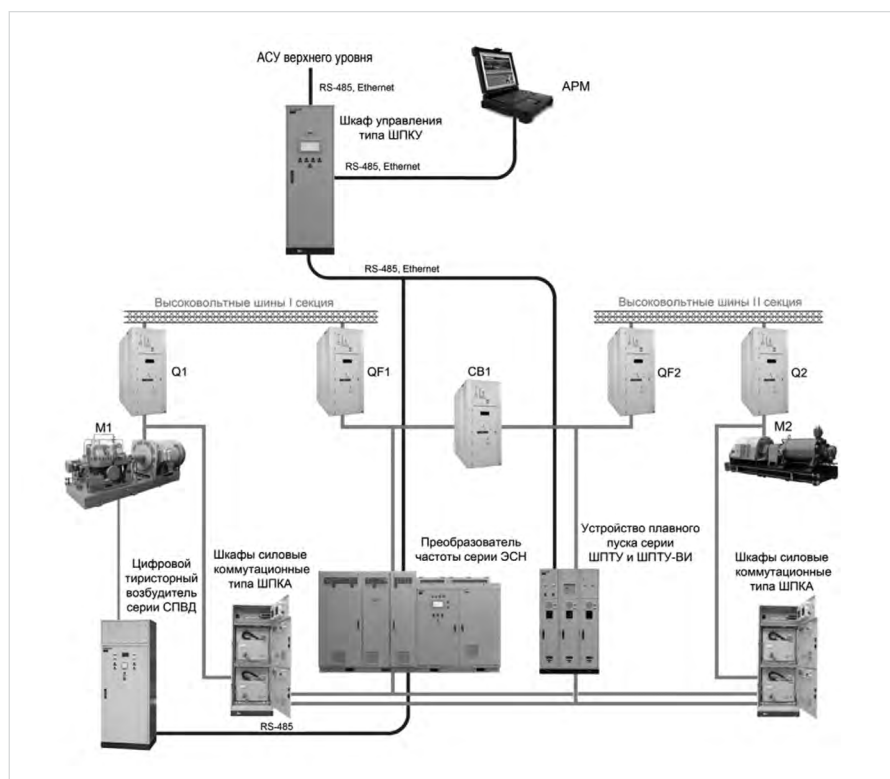 АСУ верхнего уровня
RS-485, Ethernet
АРМ
Шкаф управления
типа ШПКУ
RS-485, Ethernet
RS-485, Ethernet
Высоковольтные шины I секция
Высоковольтные шины II секция
Q1
QF1
СВ1
QF2
Q2
M1
M2
Цифровой
тиристорный
возбудитель
серии СПВД
Шкафы силовые
коммутационные
типа ШПКА
Преобразователь
частоты серии ЭСН
Устройство плавного
пуска серии
ШПТУ и ШПТУ-ВИ
Шкафы силовые
коммутационные
типа ШПКА
RS-485